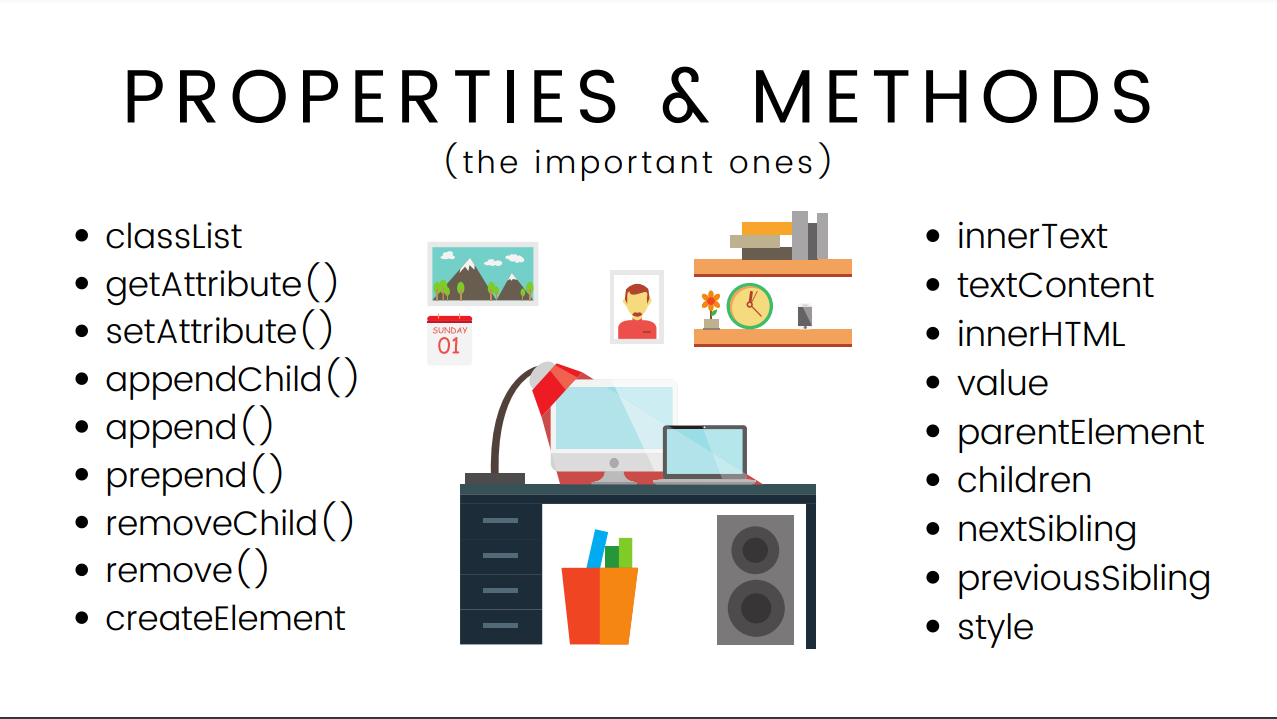 PROPERTIES & METHODS
(the important ones)
• classList
• getAttribute()
• setAttribute()
• appendChild()
• append()
• prepend()
• removeChild()
• remove()
• createElement
SUNDAY
01
• innerText
• textContent
• innerHTML
• value
• parentElement
• children
• nextSibling
• previousSibling
• style